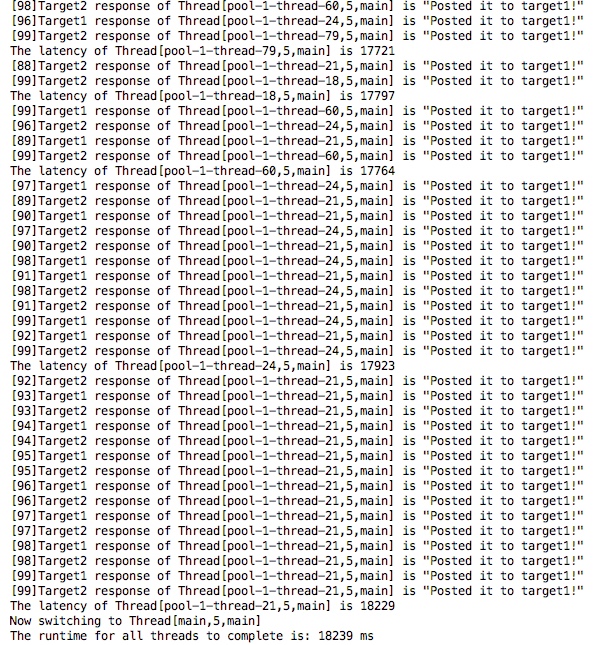 [98]Target2 response of Thread[pool-1-thread-60,5,main] is "Posted it to target1!"
[96]Target1 response of Thread[pool-1-thread-24,5,main] is "Posted it to target1!"
[99]Target2 response of Thread[pool-1-thread-79,5,main] is "Posted it to target1!"
The latency of Thread[pool-1-thread-79,5,main] is 17721
[88]Target2 response of Thread[pool-1-thread-21,5,main] is "Posted it to target1!"
[99]Target2 response of Thread[pool-1-thread-18,5,main] is "Posted it to target1!"
The latency of Thread[pool-1-thread-18,5,main] is 17797
[99]Target1 response of Thread[pool-1-thread-60,5,main] is "Posted it to target1!"
[96]Target2 response of Thread[pool-1-thread-24,5,main] is "Posted it to target1!"
[89]Target1 response of Thread[pool-1-thread-21,5,main] is "Posted it to target1!"
[99]Target2 response of Thread[pool-1-thread-60,5,main] is "Posted it to target1!"
The latency of Thread[pool-1-thread-60,5,main] is 17764
[97]Target1 response of Thread[pool-1-thread-24,5,main] is "Posted it to target1!"
[89]Target2 response of Thread[pool-1-thread-21,5,main] is "Posted it to target1!"
[90]Target1 response of Thread[pool-1-thread-21,5,main] is "Posted it to target1!"
[97]Target2 response of Thread[pool-1-thread-24,5,main] is "Posted it to target1!"
[90]Target2 response of Thread[pool-1-thread-21,5,main] is "Posted it to target1!"
[98]Target1 response of Thread[pool-1-thread-24,5,main] is "Posted it to target1!"
[91]Target1 response of Thread[pool-1-thread-21,5,main] is "Posted it to target1!"
[98]Target2 response of Thread[pool-1-thread-24,5,main] is "Posted it to target1!"
[91]Target2 response of Thread[pool-1-thread-21,5,main] is "Posted it to target1!"
[99]Target1 response of Thread[pool-1-thread-24,5,main] is "Posted it to target1!"
[92]Target1 response of Thread[pool-1-thread-21,5,main] is "Posted it to target1!"
[99]Target2 response of Thread[pool-1-thread-24,5,main] is "Posted it to target1!"
The latency of Thread[pool-1-thread-24,5,main] is 17923
[92]Target2 response of Thread[pool-1-thread-21,5,main] is "Posted it to target1!"
[93]Target1 response of Thread[pool-1-thread-21,5,main] is "Posted it to target1!"
[93]Target2 response of Thread[pool-1-thread-21,5,main] is "Posted it to target1!"
[94]Target1 response of Thread[pool-1-thread-21,5,main] is "Posted it to target1!"
[94]Target2 response of Thread[pool-1-thread-21,5,main] is "Posted it to target1!"
[95]Target1 response of Thread[pool-1-thread-21,5,main] is "Posted it to target1!"
[95]Target2 response of Thread[pool-1-thread-21,5,main] is "Posted it to target1!"
[96]Target1 response of Thread[pool-1-thread-21,5,main] is "Posted it to target1!"
[96]Target2 response of Thread[pool-1-thread-21,5,main] is "Posted it to target1!"
[97]Target1 response of Thread[pool-1-thread-21,5,main] is "Posted it to target1!"
[97]Target2 response of Thread[pool-1-thread-21,5,main] is "Posted it to target1!"
[98]Target1 response of Thread[pool-1-thread-21,5,main] is "Posted it to target1!"
[98]Target2 response of Thread[pool-1-thread-21,5,main] is "Posted it to target1!"
[99]Target1 response of Thread[pool-1-thread-21,5,main] is "Posted it to target1!"
[99]Target2 response of Thread[pool-1-thread-21,5,main] is "Posted it to target1!"
The latency of Thread[pool-1-thread-21,5,main] is 18229
Now switching to Thread[main,5,main]
The runtime for all threads to complete is: 18239 ms